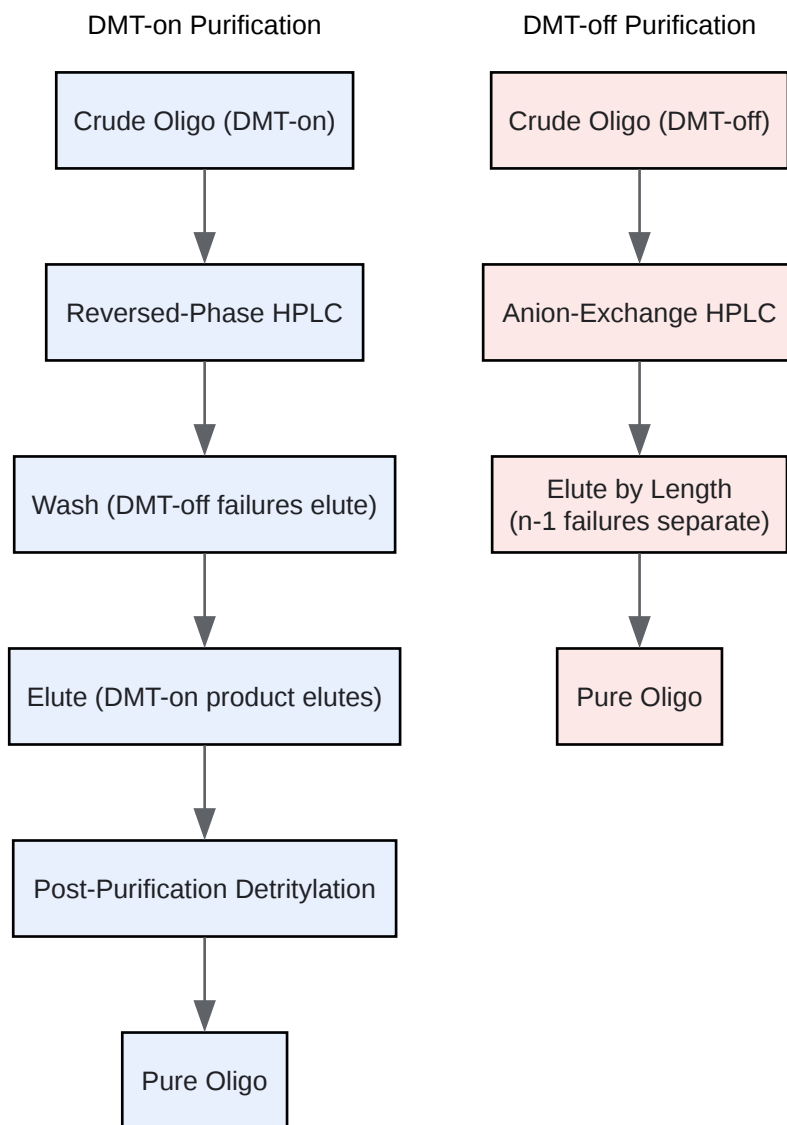 DMT-on Purification
Crude Oligo (DMT-on)
Reversed-Phase HPLC
Wash (DMT-off failures elute)
Elute (DMT-on product elutes)
Post-Purification Detritylation
Pure Oligo
DMT-off Purification
Crude Oligo (DMT-off)
Anion-Exchange HPLC
Elute by Length
(n-1 failures separate)
Pure Oligo